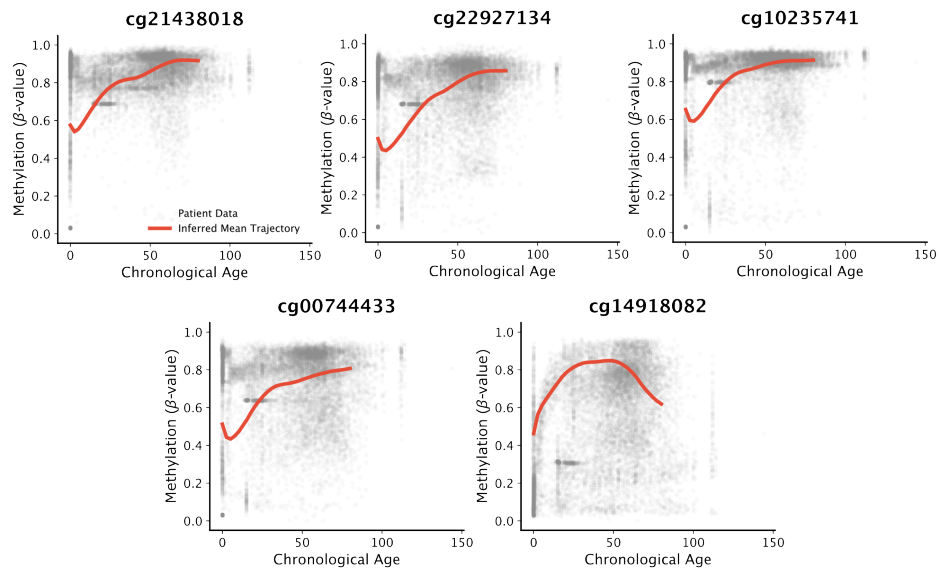 cg21438018
cg22927134
cg10235741
Methylation (β-value)
1.0
0.8
0.6
0.4
0.2
0.0
Patient Data
Inferred Mean Trajectory
0
50
100
150
Chronological Age
Methylation (β-value)
1.0
0.8
0.6
0.4
0.2
0.0
0
50
100
150
Chronological Age
Methylation (β-value)
1.0
0.8
0.6
0.4
0.2
0.0
0
50
100
150
Chronological Age
cg00744433
cg14918082
Methylation (β-value)
1.0
0.8
0.6
0.4
0.2
0.0
0
50
100
150
Chronological Age
Methylation (β-value)
1.0
0.8
0.6
0.4
0.2
0.0
0
50
100
150
Chronological Age